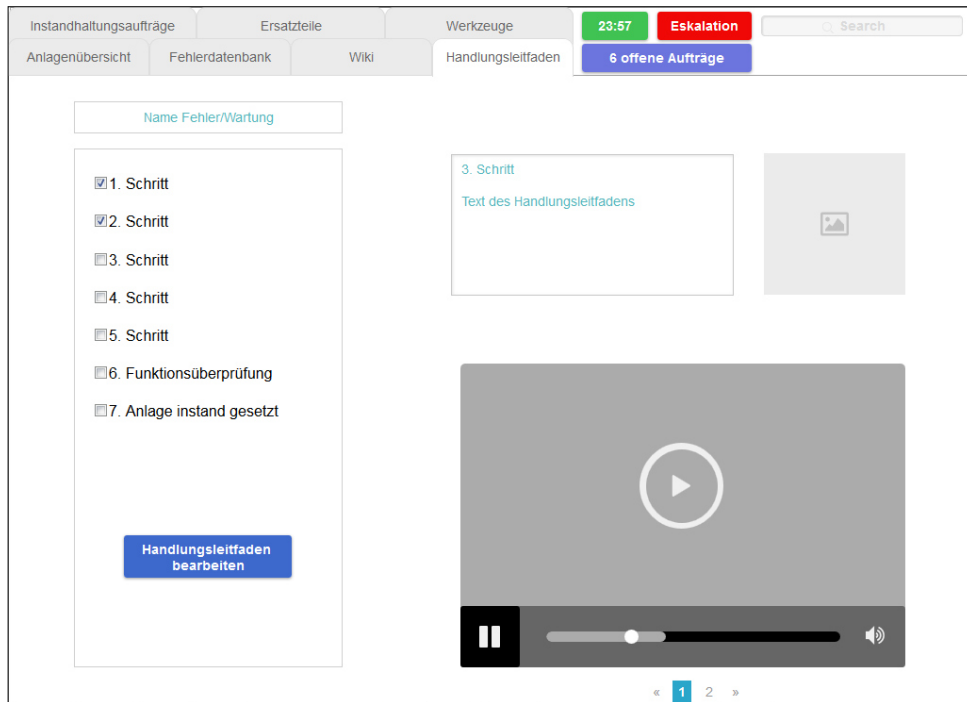 Instandhaltungsaufträge Ersatzteile Werkzeuge 23:57 Eskalation Search
Anlagenübersicht Fehlerdatenbank Wiki Handlungsleitfaden 6 offene Aufträge
Name Fehler/Wartung
1. Schritt
2. Schritt
3. Schritt
4. Schritt
5. Schritt
6. Funktionsüberprüfung
7. Anlage instand gesetzt
Handlungsleitfaden
bearbeiten
3. Schritt
Text des Handlungsleitfadens
« 1 2 »